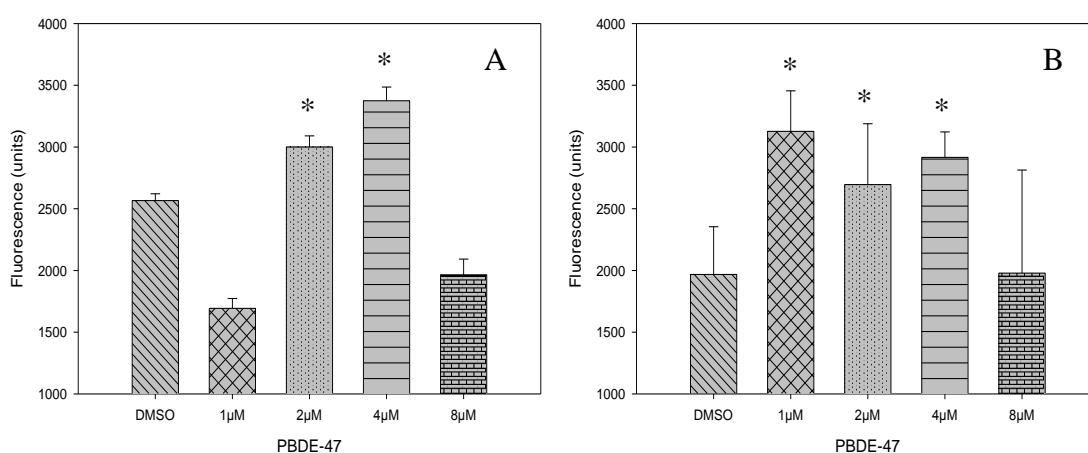 A
4000
3500
3000
2500
2000
1500
1000
Fluorescence (units)
*
*
DMSO 1µM 2µM 4µM 8µM
PBDE-47
B
4000
3500
3000
2500
2000
1500
1000
Fluorescence (units)
*
*
*
DMSO 1µM 2µM 4µM 8µM
PBDE-47